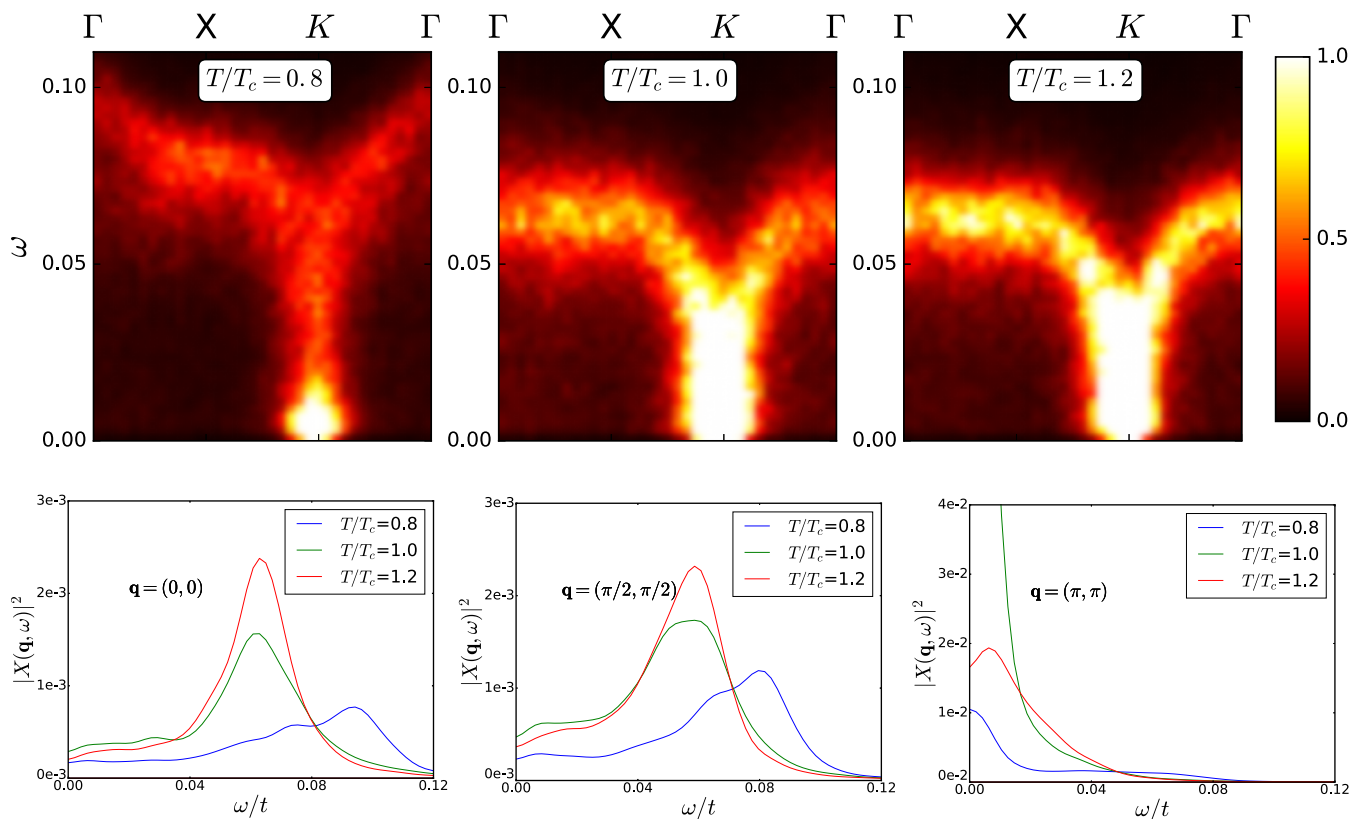 Γ X K Γ Γ X K Γ Γ X K Γ
T/T_c = 0.8
T/T_c = 1.0
T/T_c = 1.2
ω
0.10
0.05
0.00
0.10
0.05
0.00
0.10
0.05
0.00
1.0
0.5
0.0
|X(q, ω)|²
3e-3
2e-3
1e-3
0e-3
q = (0, 0)
T/T_c=0.8
T/T_c=1.0
T/T_c=1.2
0.00 0.04 0.08 0.12
ω/t
|X(q, ω)|²
3e-3
2e-3
1e-3
0e-3
q = (π/2, π/2)
T/T_c=0.8
T/T_c=1.0
T/T_c=1.2
0.00 0.04 0.08 0.12
ω/t
|X(q, ω)|²
4e-2
3e-2
2e-2
1e-2
0e-2
q = (π, π)
T/T_c=0.8
T/T_c=1.0
T/T_c=1.2
0.00 0.04 0.08 0.12
ω/t